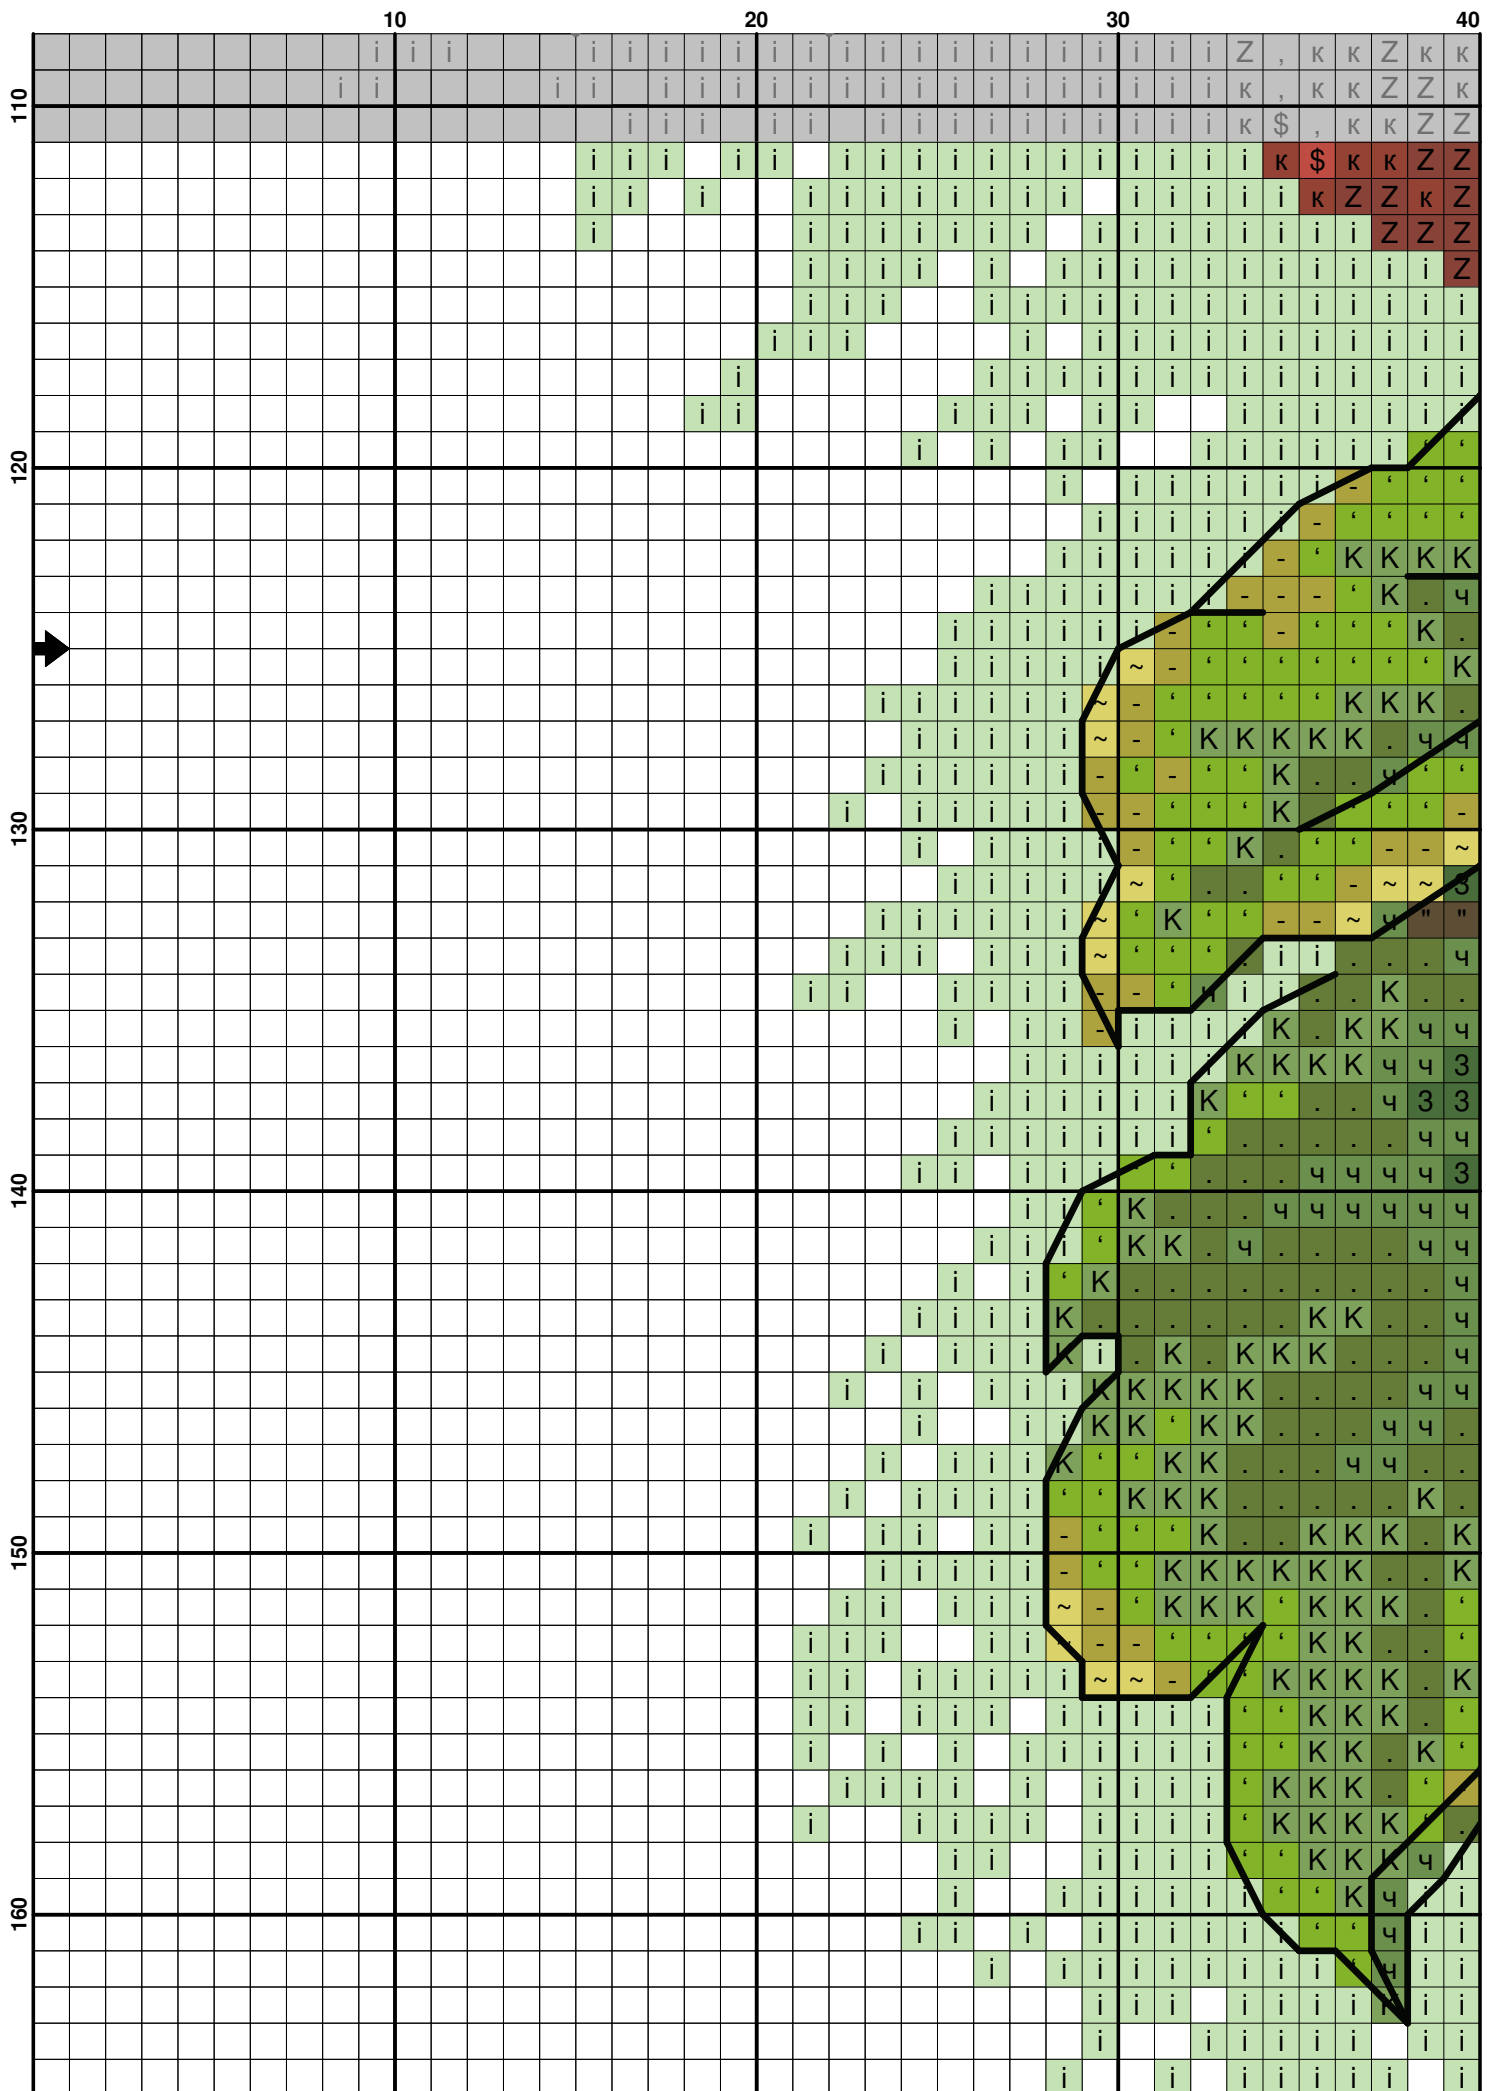 10 20 30 40
i i i i i i i i i i i i i i i i i i i i i Z , к к Z к к
i i i i i i i i i i i i i i i i i i i i к , к к Z Z к
110
i i i i i i i i i i i i i i i к $ , к к Z Z
i i i i i i i i i i i i i i i i i к $ к к Z Z
i i i i i i i i i i i i i i i i к Z Z к Z
i i i i i i i i i i i i i i i i Z Z Z
i i i i i i i i i i i i i i i i Z
i i i i i i i i i i i i i i i i i
i i i i i i i i i i i i i i i
i i i i i i i i i i i i i i i
i i i i i i i i i i i i i i
i i i i i i i i i i ‘ ‘
120
i i i i i i i - ‘ ‘ ‘
i i i i i i - ‘ ‘ ‘ ‘
i i i i i i - ‘ K K K K
i i i i i i i - - - ‘ K . ч
i i i i i i - ‘ ‘ - ‘ ‘ ‘ K .
i i i i i ~ - ‘ ‘ ‘ ‘ ‘ ‘ ‘ K
i i i i i i ~ - ‘ ‘ ‘ ‘ ‘ K K K .
i i i i i ~ - ‘ K K K K K . ч ч
i i i i i i - ‘ - ‘ ‘ K . . ч ‘ ‘
i i i i i i - - ‘ ‘ ‘ K . ‘ ‘ ‘ -
130
i i i i i - ‘ ‘ K . ‘ ‘ - - ~
i i i i i ~ ‘ . . ‘ ‘ - ~ ~ З
i i i i i i ~ ‘ K ‘ ‘ - - ~ ч " "
i i i i i i ~ ‘ ‘ ‘ . i i . . . ч
i i i i i i - - ‘ ч i i . . K . .
i i i - i i i i K . K K ч ч
i i i i i i K K K K ч ч З
i i i i i i K ‘ ‘ . . ч З З
i i i i i i i ‘ . . . . . ч ч
i i i i i ‘ ‘ . . . ч ч ч ч З
140
i i ‘ K . . . ч ч ч ч ч ч
i i i ‘ K K . ч . . . . ч ч
i i ‘ K . . . . . . . . . ч
i i i i K . . . . . . K K . . ч
i i i i K i . K . K K K . . . ч
i i i i i K K K K K . . . . ч ч
i i i K K ‘ K K . . . ч ч .
i i i i K ‘ ‘ K K . . . ч ч . .
i i i i i ‘ ‘ K K K . . . . . K .
i i i i i - ‘ ‘ ‘ K . . K K K . K
150
i i i i i - ‘ ‘ K K K K K K . . K
i i i i i ~ - ‘ K K K ‘ K K K . ‘
i i i i i ~ - - ‘ ‘ ‘ ‘ K K . . ‘
i i i i i i i ~ ~ - ‘ ‘ K K K K . K
i i i i i i i i i i ‘ ‘ K K K . ‘
i i i i i i i i i ‘ ‘ K K . K ‘
i i i i i i i i i ‘ K K K . ‘
i i i i i i i i i ‘ K K K K ‘ .
i i i i i i ‘ ‘ K K K ч i
i i i i i i i ‘ ‘ K ч i i
160
i i i i i i i i i ‘ ‘ ч i i
i i i i i i i i i ‘ ч i i
i i i i i i i i i
i i i i i i i i
i i i i i i i i